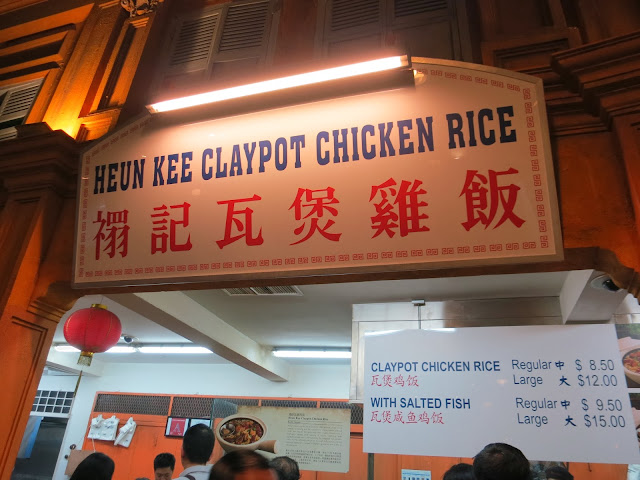 HEUN KEE CLAYPOT CHICKEN RICE
禤記瓦煲雞飯
CLAYPOT CHICKEN RICE Regular 中 $ 8.50
瓦煲鸡饭 Large 大 $12.00
WITH SALTED FISH Regular 中 $ 9.50
瓦煲咸鱼鸡饭 Large 大 $15.00